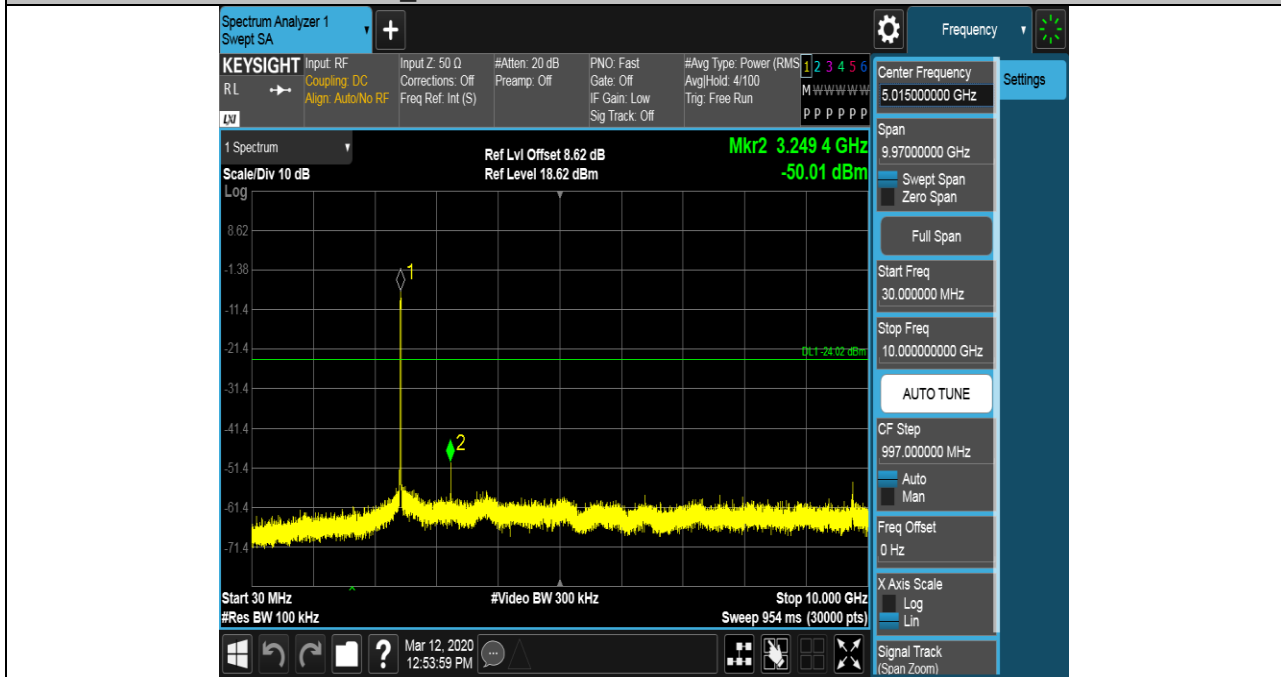 Spectrum Analyzer 1
Swept SA
+
Frequency
KEYSIGHT
RL
LXI
Input: RF
Coupling: DC
Align: Auto/No RF
Input Z: 50 Ω
Corrections: Off
Freq Ref: Int (S)
#Atten: 20 dB
Preamp: Off
PNO: Fast
Gate: Off
IF Gain: Low
Sig Track: Off
#Avg Type: Power (RMS
Avg|Hold: 4/100
Trig: Free Run
1 2 3 4 5 6
M W W W W W
P P P P P P
1 Spectrum
Scale/Div 10 dB
Ref Lvl Offset 8.62 dB
Ref Level 18.62 dBm
Mkr2 3.249 4 GHz
-50.01 dBm
Log
8.62
-1.38
-11.4
-21.4
-31.4
-41.4
-51.4
-61.4
-71.4
1
2
DL1 -24.02 dBm
Start 30 MHz
#Res BW 100 kHz
#Video BW 300 kHz
Stop 10.000 GHz
Sweep 954 ms (30000 pts)
?
Mar 12, 2020
12:53:59 PM
Center Frequency
5.015000000 GHz
Span
9.97000000 GHz
Swept Span
Zero Span
Full Span
Start Freq
30.000000 MHz
Stop Freq
10.000000000 GHz
AUTO TUNE
CF Step
997.000000 MHz
Auto
Man
Freq Offset
0 Hz
X Axis Scale
Log
Lin
Signal Track
(Span Zoom)
Settings